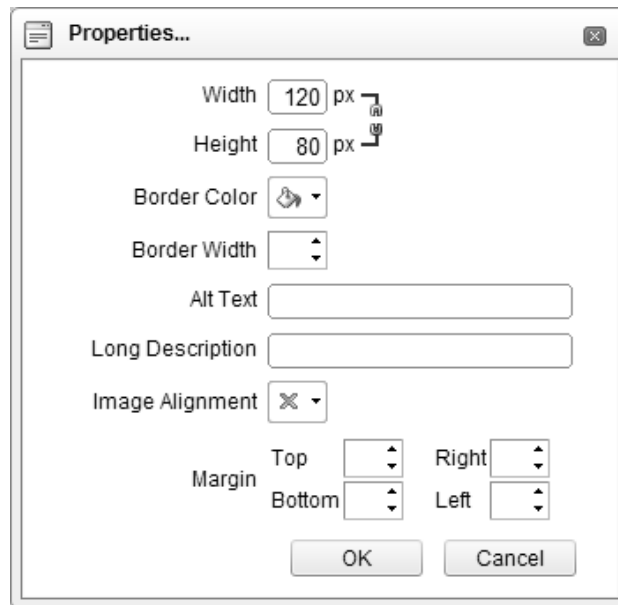 Properties...
Width 120 px
Height 80 px
Border Color
Border Width
Alt Text
Long Description
Image Alignment
Margin
Top Right
Bottom Left
OK Cancel